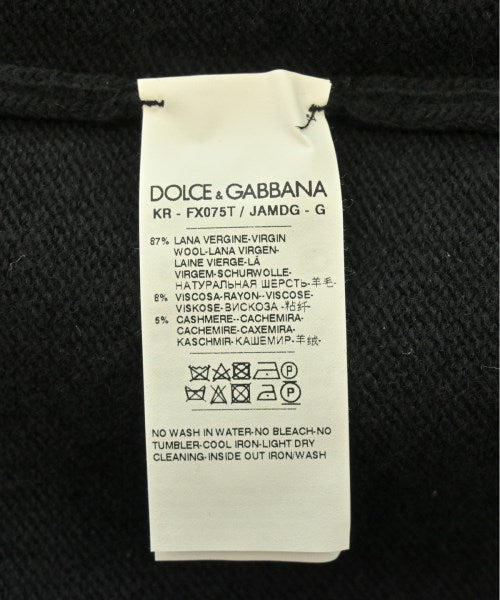 DOLCE & GABBANA
KR - FX075T / JAMDG - G
87% LANA VERGINE-VIRGIN
WOOL-LANA VIRGEN-
LAINE VIERGE-LÃ
VIRGEM-SCHURWOLLE-
НАТУРАЛЬНАЯ ШЕРСТЬ-羊毛-
8% VISCOSA-RAYON--VISCOSE-
VISKOSE-ВИСКОЗА-粘纤
5% CASHMERE--CACHEMIRA-
CACHEMIRE-CAXEMIRA-
KASCHMIR-КАШЕМИР-羊绒-
P
P
NO WASH IN WATER-NO BLEACH-NO
TUMBLER-COOL IRON-LIGHT DRY
CLEANING-INSIDE OUT IRON/WASH